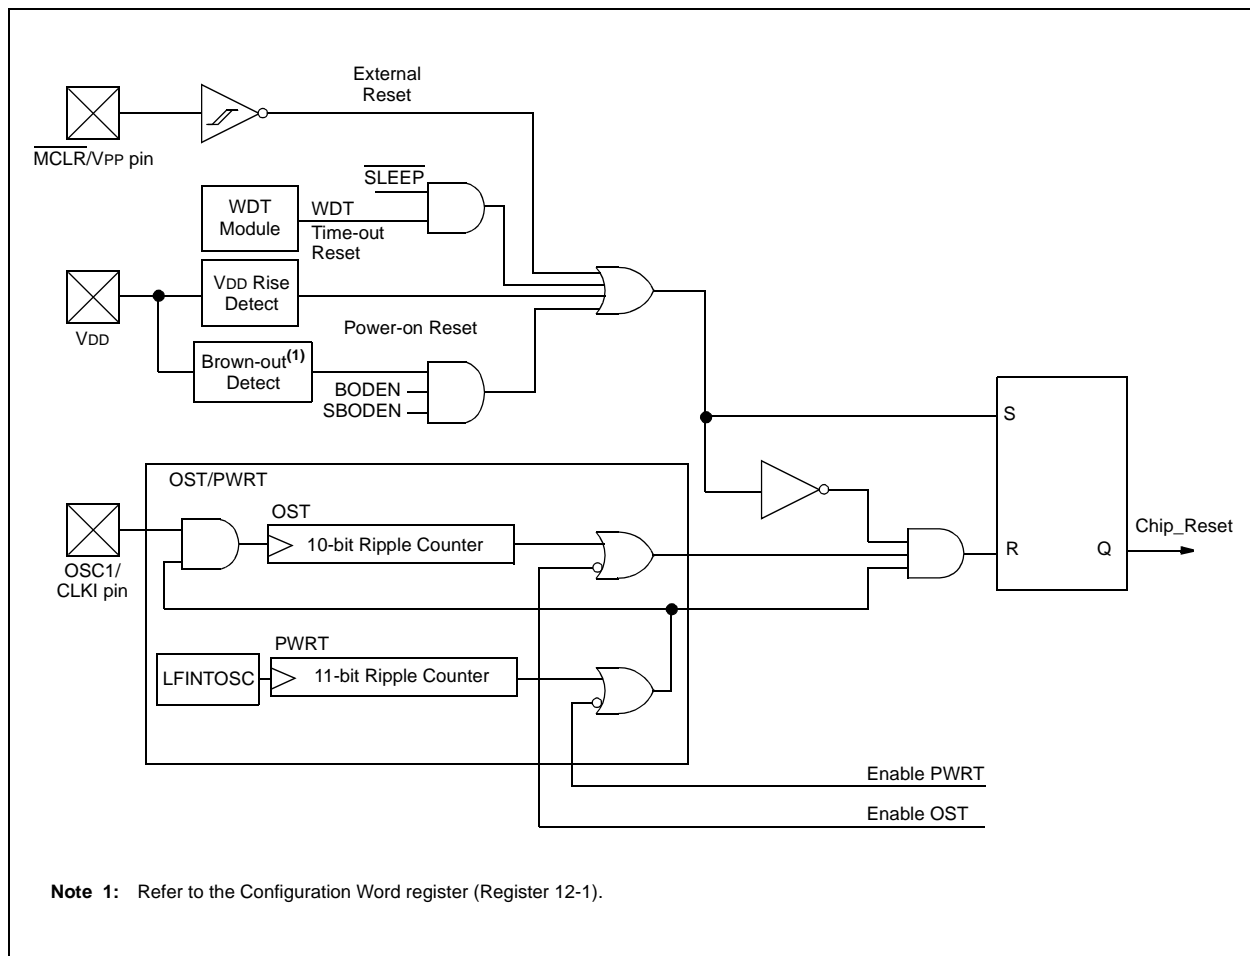 External
Reset
MCLR/VPP pin
SLEEP
WDT
Module
WDT
Time-out
Reset
VDD Rise
Detect
VDD
Power-on Reset
Brown-out(1)
Detect
BODEN
SBODEN
S
OST/PWRT
OST
10-bit Ripple Counter
OSC1/
CLKI pin
R
Q
Chip_Reset
PWRT
LFINTOSC
11-bit Ripple Counter
Enable PWRT
Enable OST
Note 1: Refer to the Configuration Word register (Register 12-1).